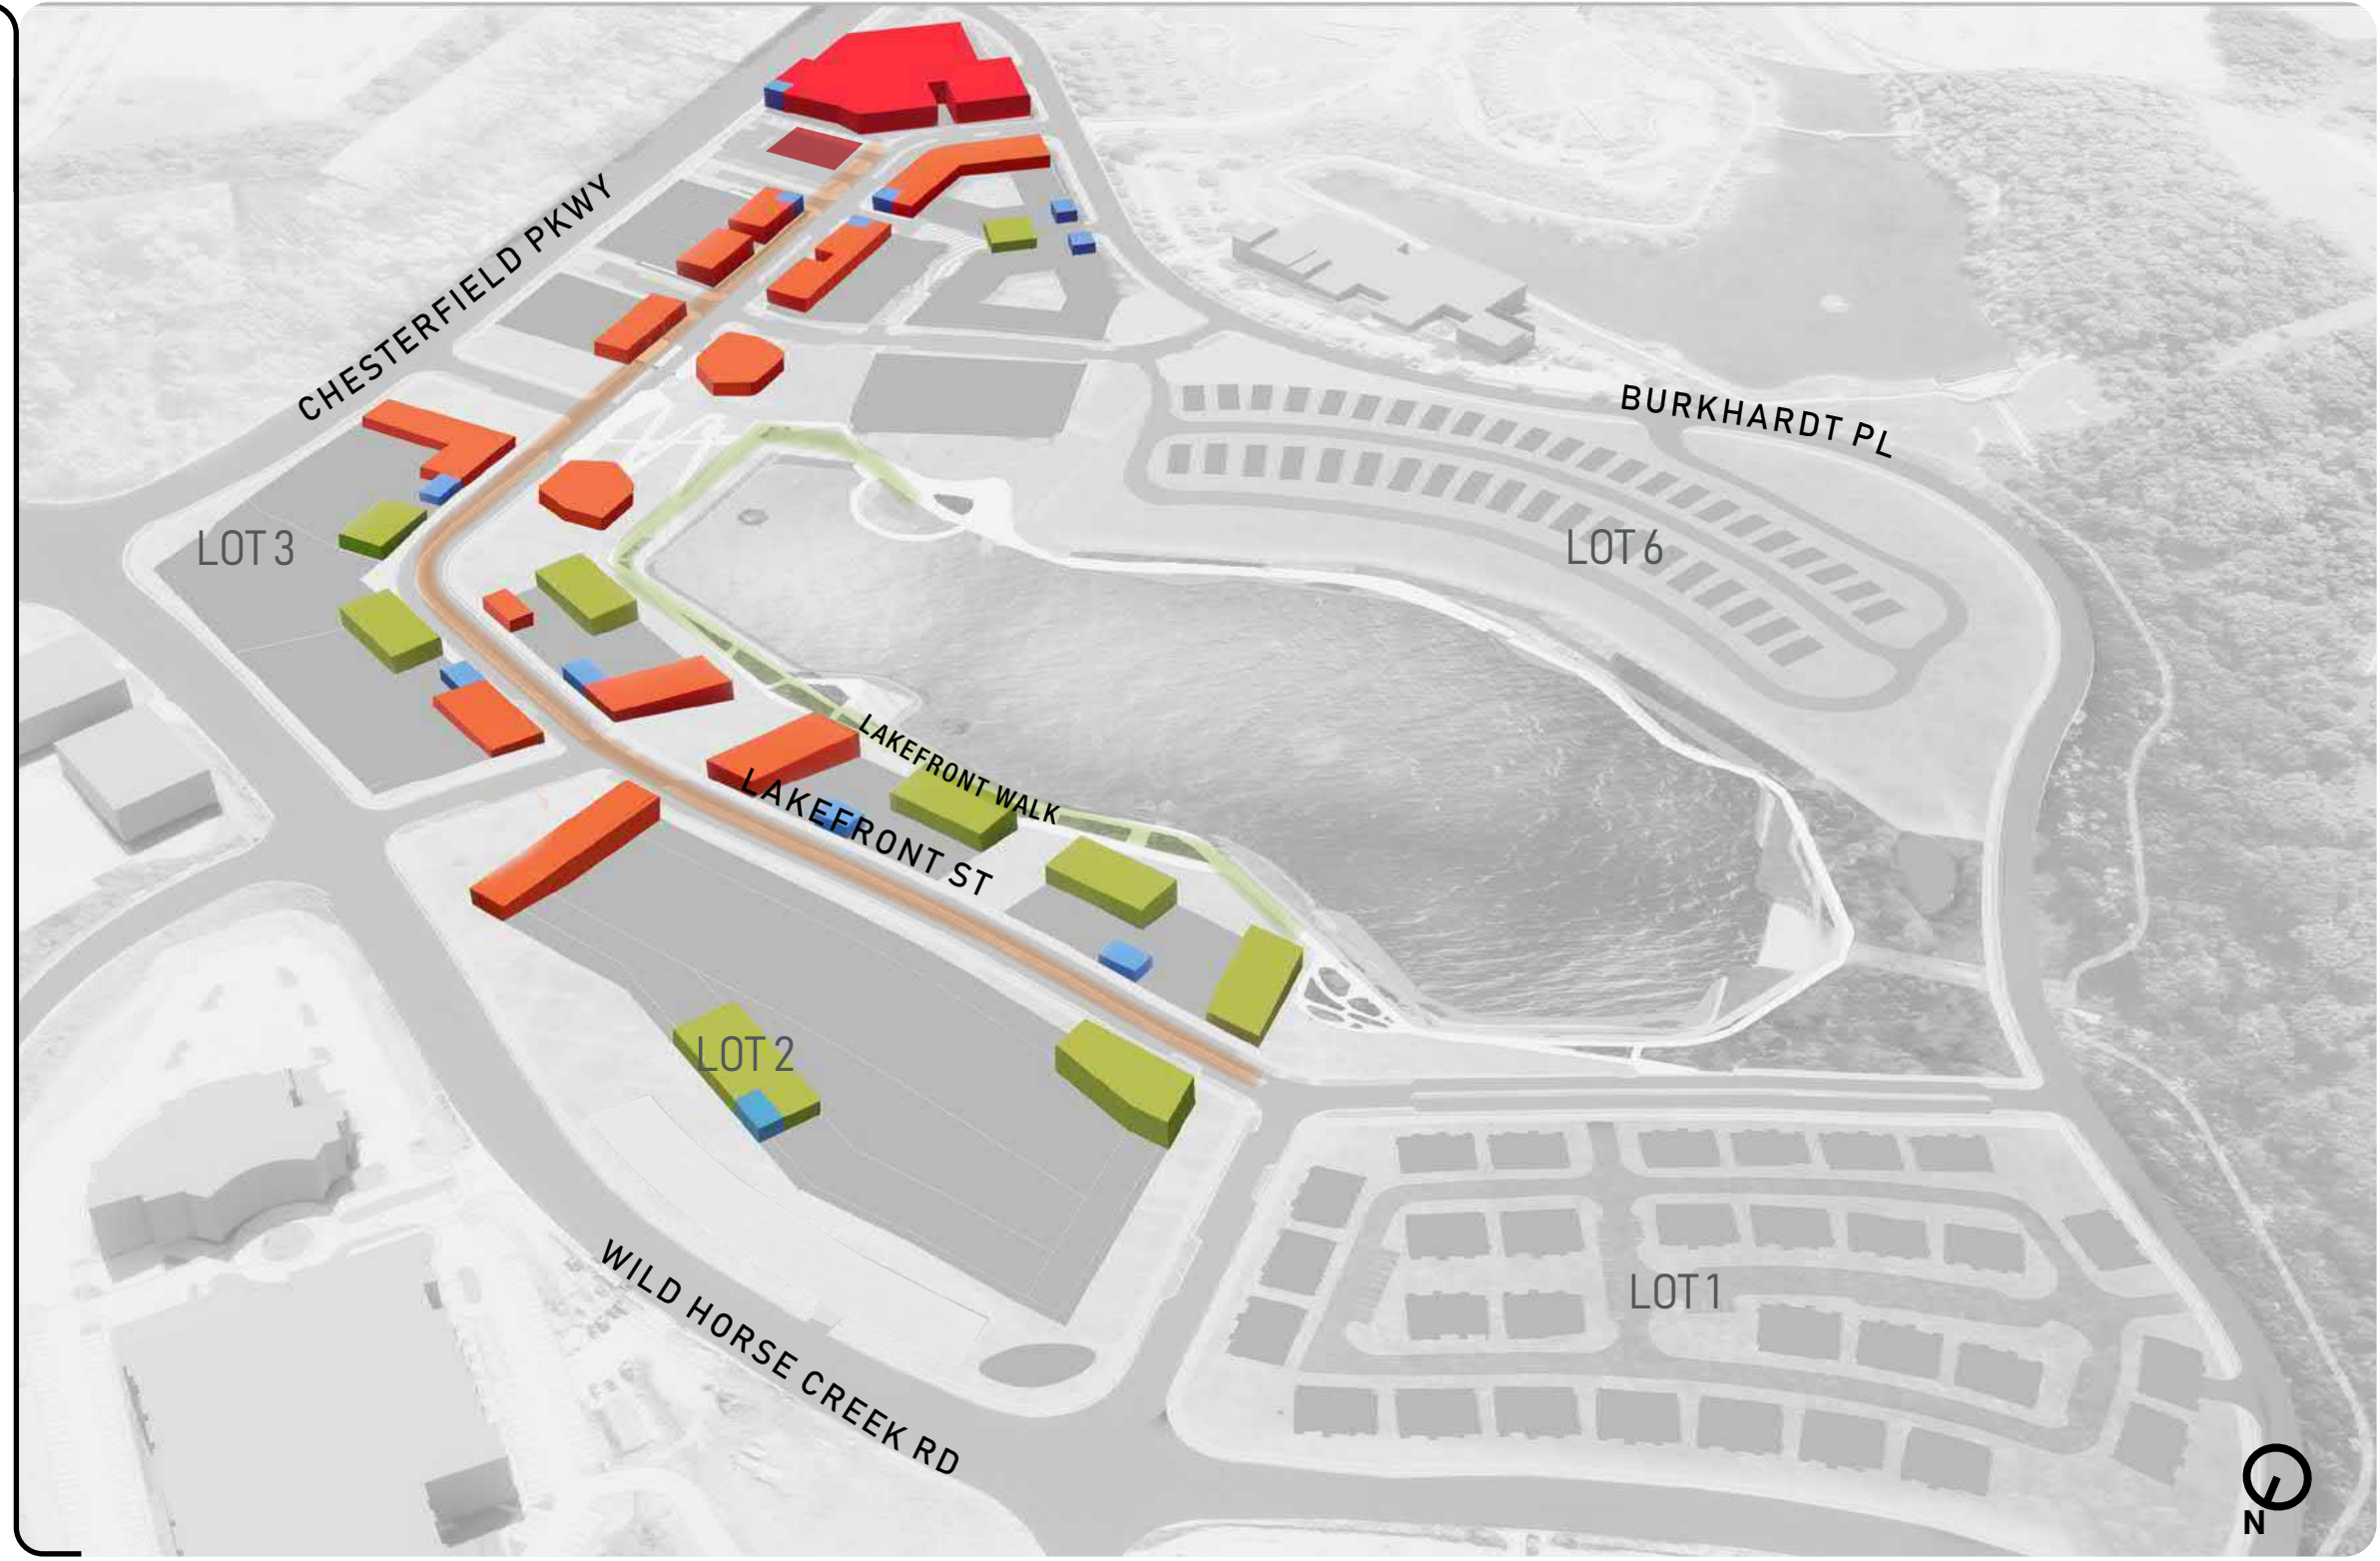 CHESTERFIELD PKWY
BURKHARDT PL
LOT 3
LOT 6
LAKEFRONT WALK
LAKEFRONT ST
LOT 2
LOT 1
WILD HORSE CREEK RD
N